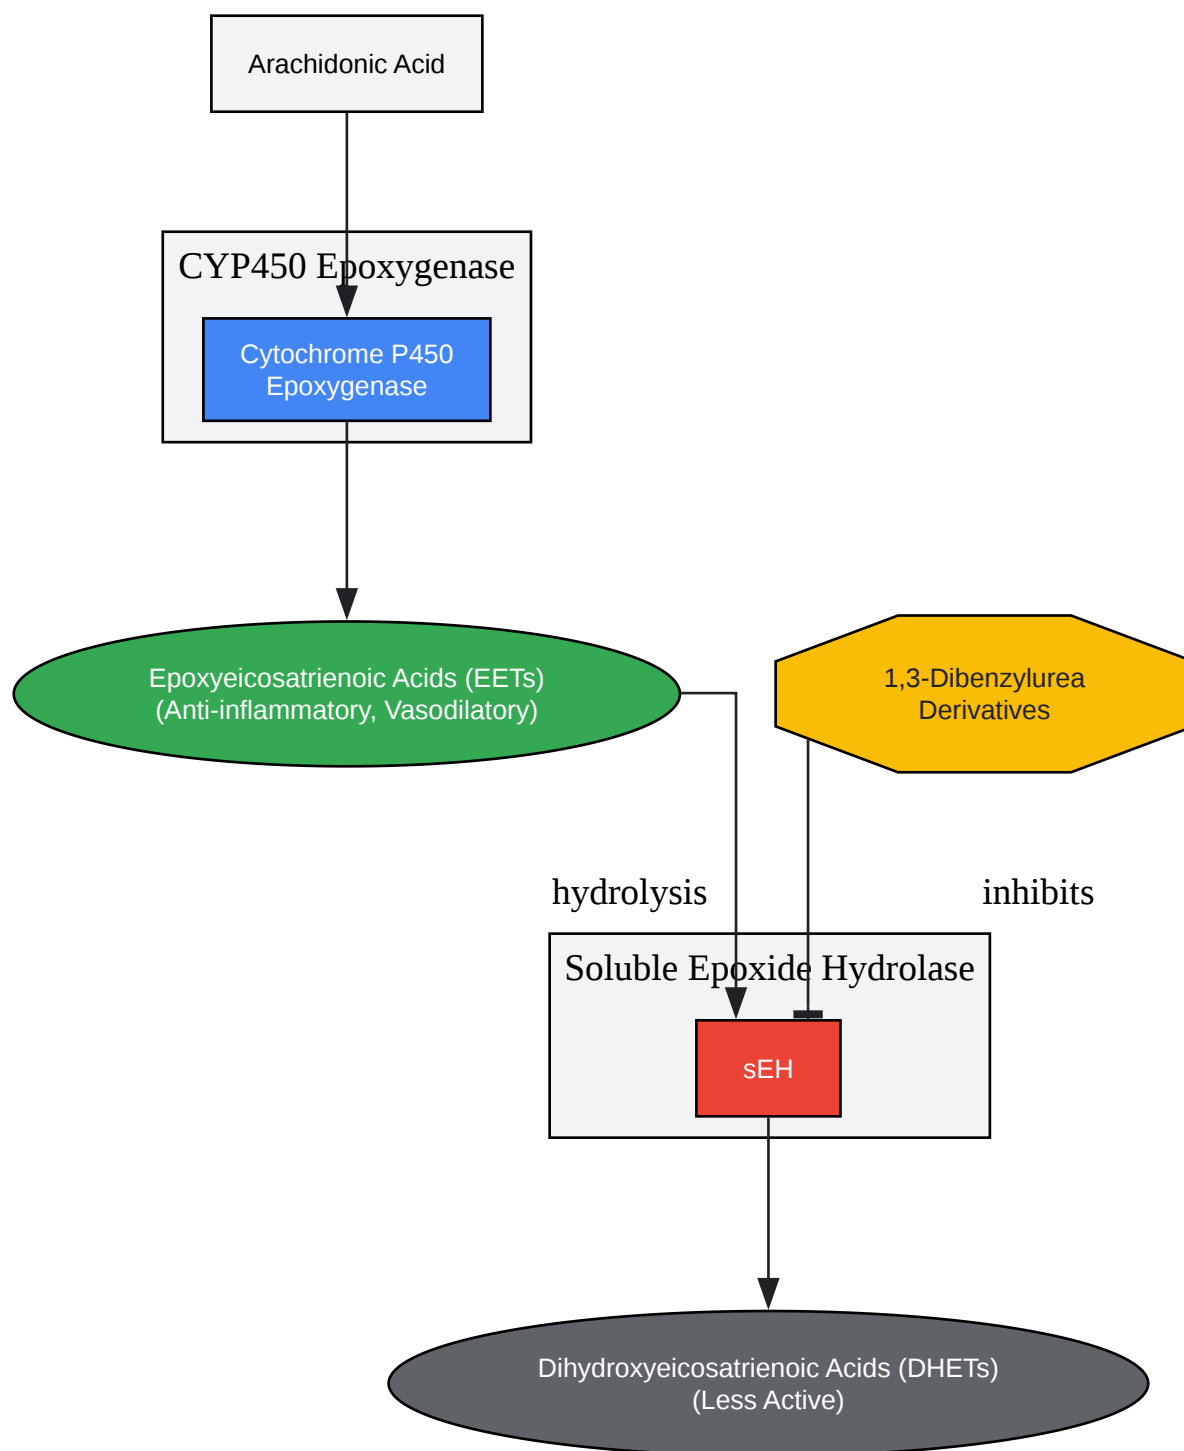 Arachidonic Acid
CYP450 Epoxygenase
Cytochrome P450
Epoxygenase
Epoxyeicosatrienoic Acids (EETs)
(Anti-inflammatory, Vasodilatory)
1,3-Dibenzylurea
Derivatives
hydrolysis
inhibits
Soluble Epoxide Hydrolase
sEH
Dihydroxyeicosatrienoic Acids (DHETs)
(Less Active)